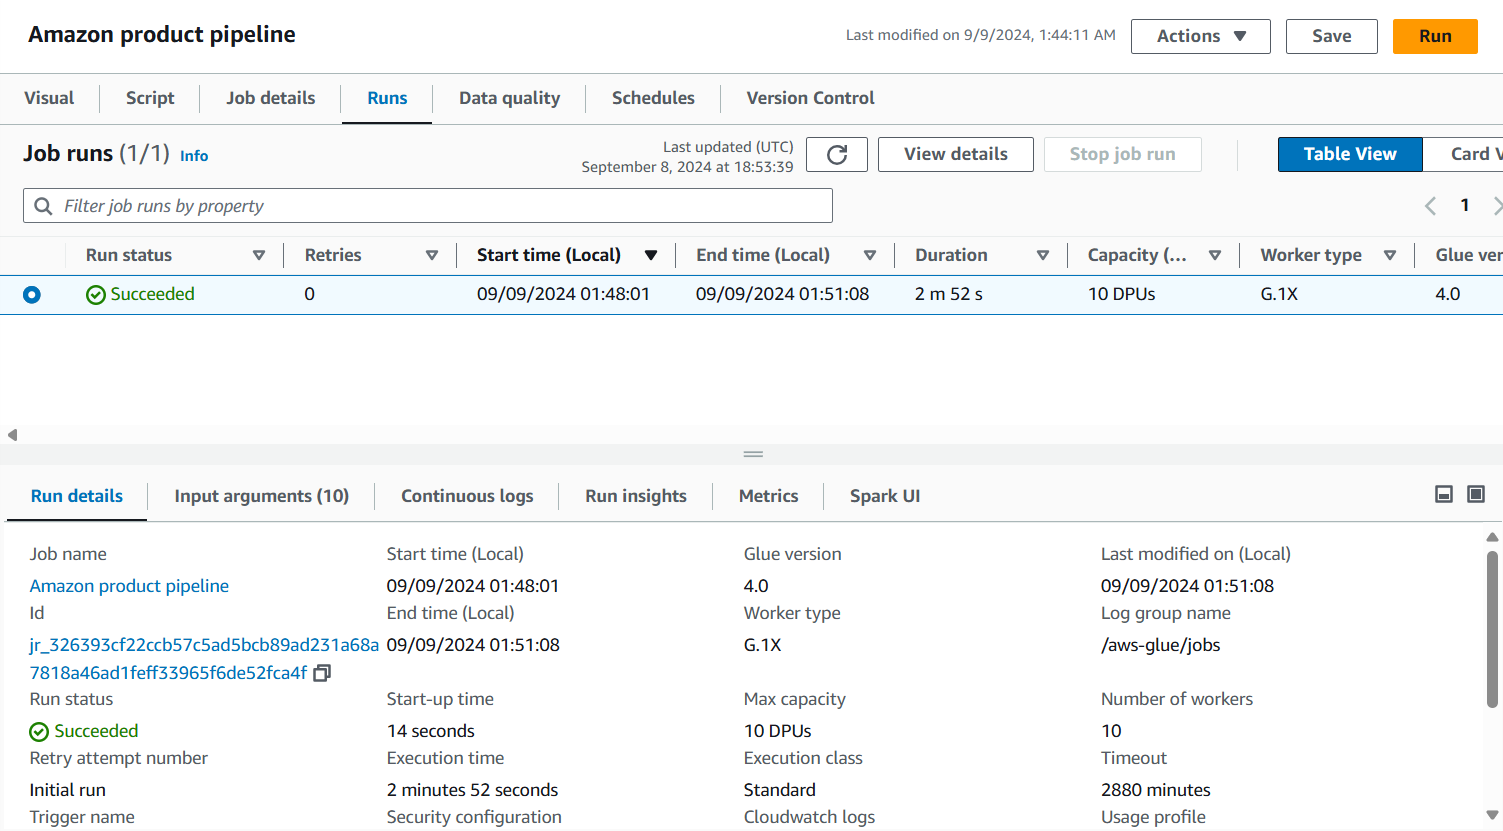 Amazon product pipeline
Last modified on 9/9/2024, 1:44:11 AM
Actions
Save
Run
Visual
Script
Job details
Runs
Data quality
Schedules
Version Control
Job runs (1/1) Info
Last updated (UTC)
September 8, 2024 at 18:53:39
View details
Stop job run
Table View
Card V
Filter job runs by property
1
Run status Retries Start time (Local) End time (Local) Duration Capacity (... Worker type Glue ver
Succeeded 0 09/09/2024 01:48:01 09/09/2024 01:51:08 2 m 52 s 10 DPUs G.1X 4.0
Run details
Input arguments (10)
Continuous logs
Run insights
Metrics
Spark UI
Job name Start time (Local) Glue version Last modified on (Local)
Amazon product pipeline 09/09/2024 01:48:01 4.0 09/09/2024 01:51:08
Id End time (Local) Worker type Log group name
jr_326393cf22ccb57c5ad5bcb89ad231a68a 09/09/2024 01:51:08 G.1X /aws-glue/jobs
7818a46ad1feff33965f6de52fca4f
Run status Start-up time Max capacity Number of workers
Succeeded 14 seconds 10 DPUs 10
Retry attempt number Execution time Execution class Timeout
Initial run 2 minutes 52 seconds Standard 2880 minutes
Trigger name Security configuration Cloudwatch logs Usage profile